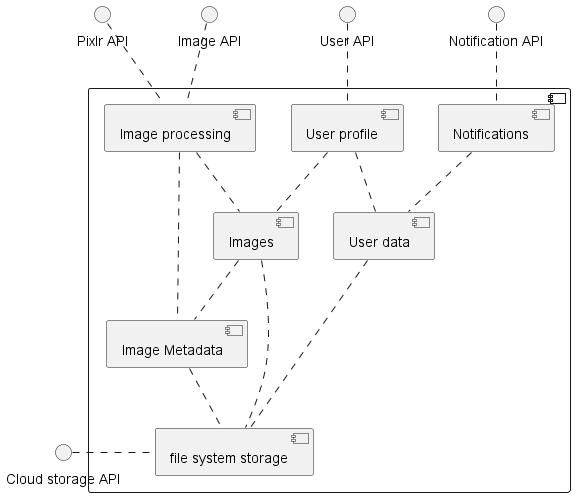 Pixlr API
Image API
User API
Notification API
Image processing
User profile
Notifications
Images
User data
Image Metadata
file system storage
Cloud storage API